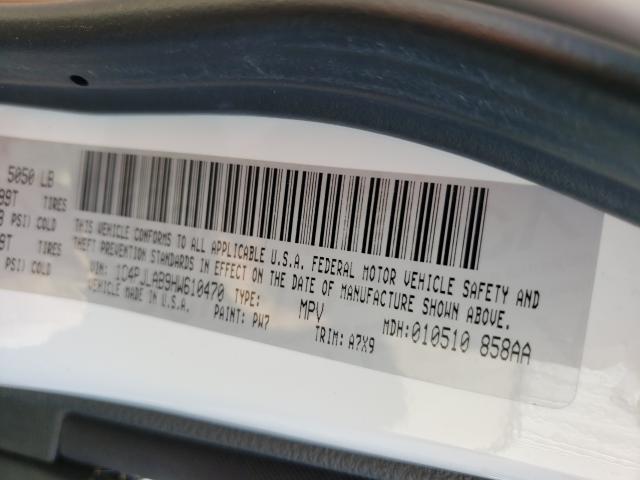 5050 LB
99T TIRES
PSI) COLD
9T TIRES
PSI) COLD
THIS VEHICLE CONFORMS TO ALL APPLICABLE U.S.A. FEDERAL MOTOR VEHICLE SAFETY AND
THEFT PREVENTION STANDARDS IN EFFECT ON THE DATE OF MANUFACTURE SHOWN ABOVE.
VIN: 1C4PJLAB9HW610470 TYPE: MPV MDH:010510 858AA
VEHICLE MADE IN U.S.A. PAINT: PW7 TRIM: A7X9